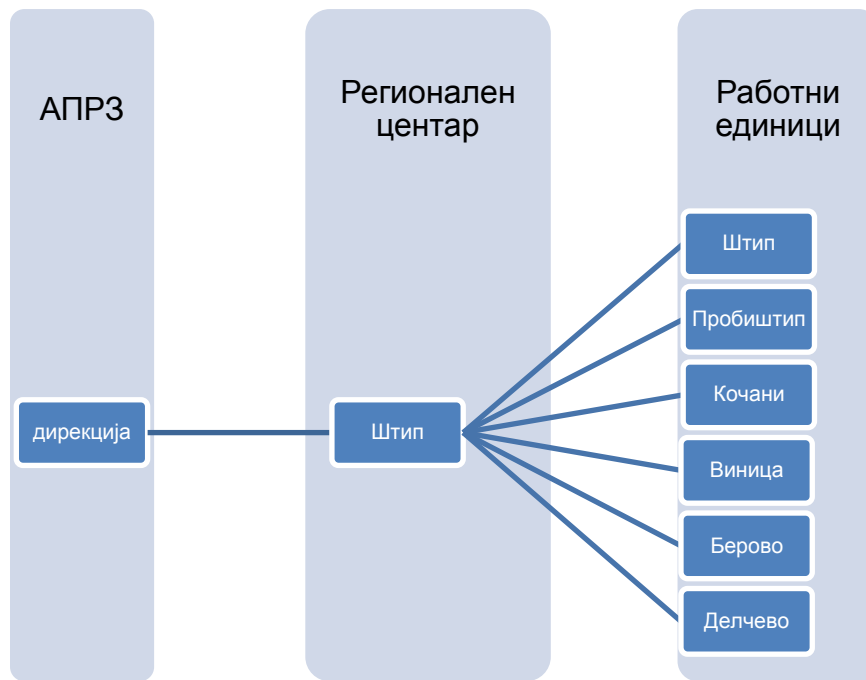 АПРЗ
Регионален
центар
Работни
единици
дирекција
Штип
Штип
Пробиштип
Кочани
Виница
Берово
Делчево